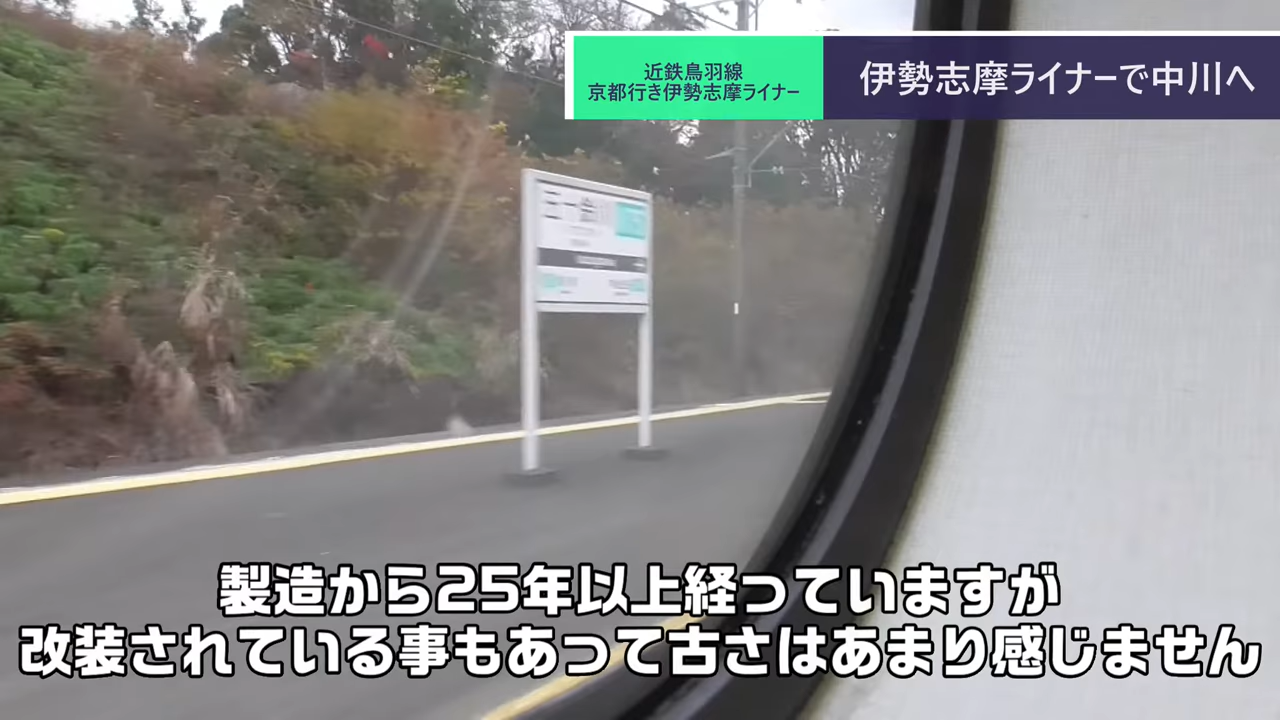 近鉄鳥羽線
京都行き伊勢志摩ライナー
伊勢志摩ライナーで中川へ
製造から25年以上経っていますが
改装されている事もあって古さはあまり感じません